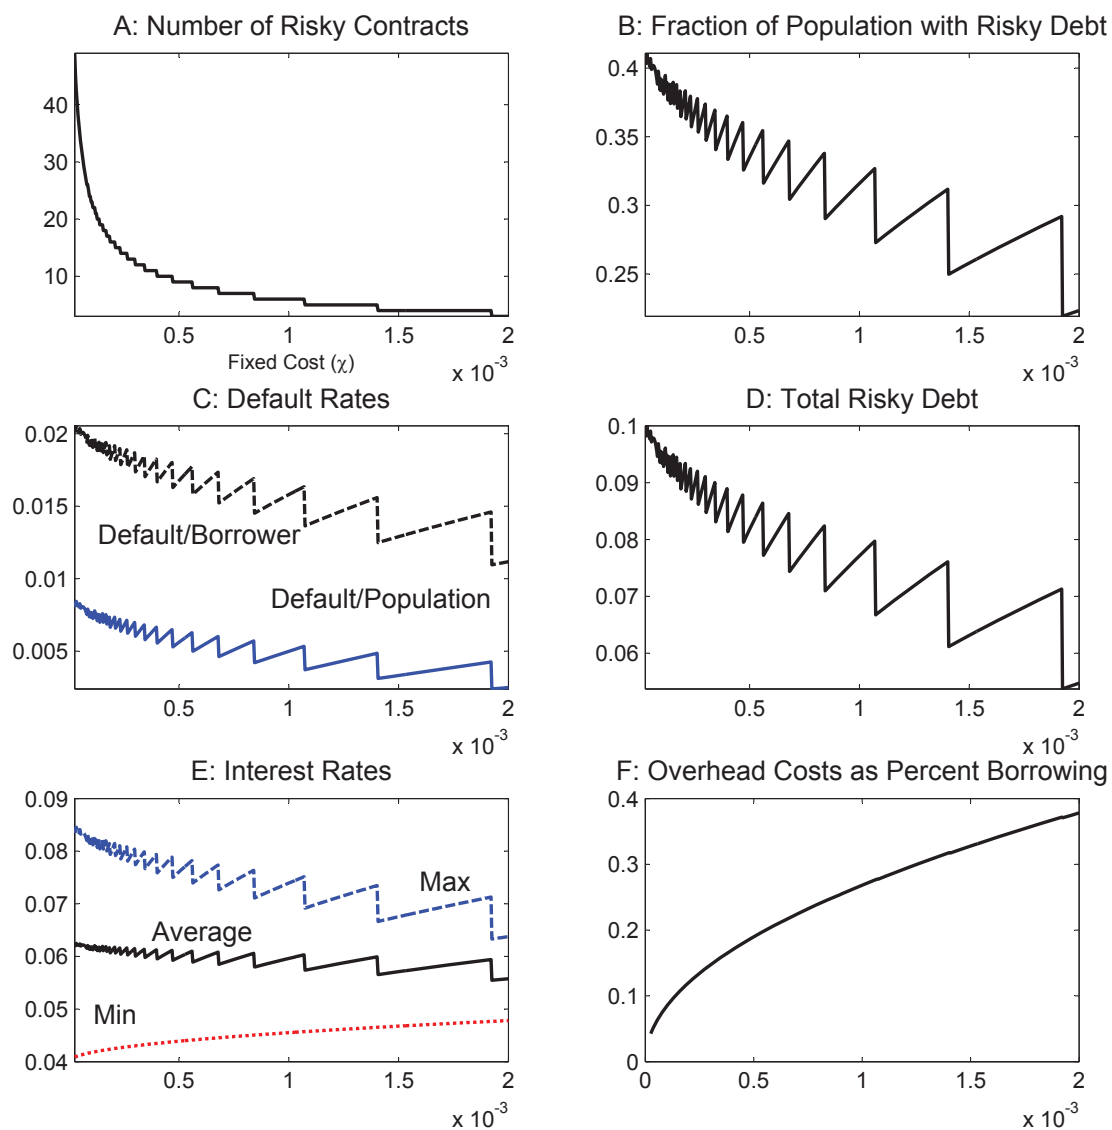 A: Number of Risky Contracts
40
30
20
10
0.5 1 1.5 2
Fixed Cost (χ)
x 10⁻³
B: Fraction of Population with Risky Debt
0.4
0.35
0.3
0.25
0.5 1 1.5 2
x 10⁻³
C: Default Rates
0.02
0.015
Default/Borrower
0.01
Default/Population
0.005
0.5 1 1.5 2
x 10⁻³
D: Total Risky Debt
0.1
0.09
0.08
0.07
0.06
0.5 1 1.5 2
x 10⁻³
E: Interest Rates
0.09
0.08
Max
0.07
Average
0.06
Min
0.05
0.04
0.5 1 1.5 2
x 10⁻³
F: Overhead Costs as Percent Borrowing
0.4
0.3
0.2
0.1
0
0 0.5 1 1.5 2
x 10⁻³